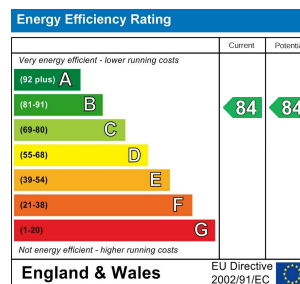 Energy Efficiency Rating
Current Potenti
Very energy efficient - lower running costs
(92 plus) A
(81-91) B 84 84
(69-80) C
(55-68) D
(39-54) E
(21-38) F
(1-20) G
Not energy efficient - higher running costs
England & Wales
EU Directive
2002/91/EC